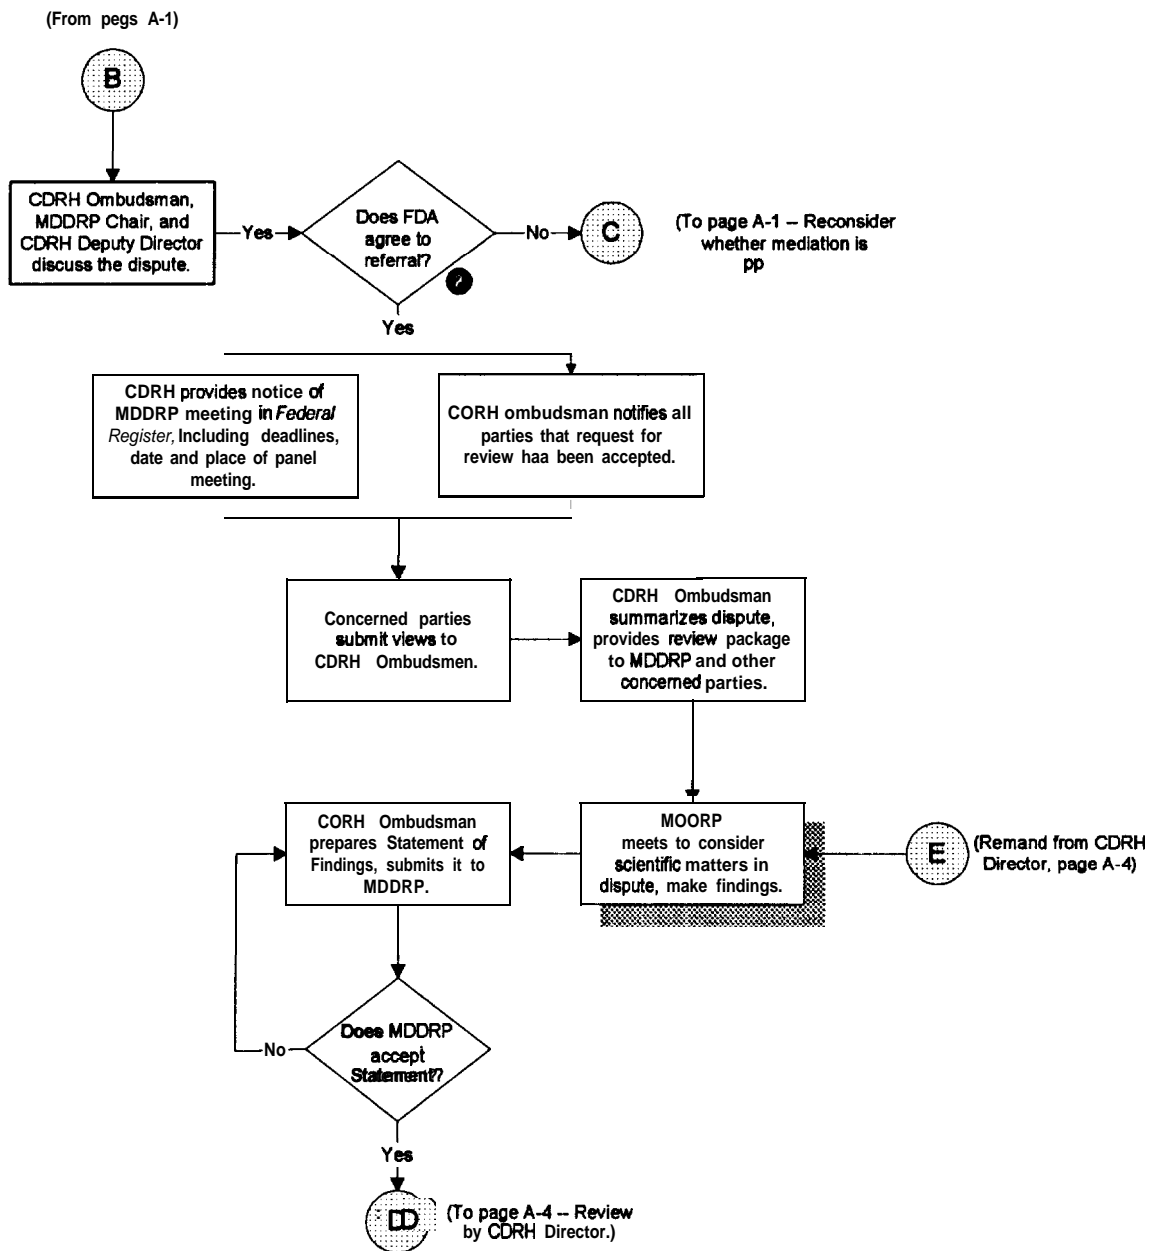 (From pegs A-1)
B
CDRH Ombudsman,
MDDRP Chair, and
CDRH Deputy Director
discuss the dispute.
Yes
Does FDA
agree to
referral?
Yes
No
C
(To page A-1 -- Reconsider
whether mediation is
pp
CDRH provides notice of
MDDRP meeting in Federal
Register, Including deadlines,
date and place of panel
meeting.
CORH ombudsman notifies all
parties that request for
review haa been accepted.
Concerned parties
submit views to
CDRH Ombudsmen.
CDRH Ombudsman
summarizes dispute,
provides review package
to MDDRP and other
concerned parties.
CORH Ombudsman
prepares Statement of
Findings, submits it to
MDDRP.
MOORP
meets to consider
scientific matters in
dispute, make findings.
E
(Remand from CDRH
Director, page A-4)
Does MDDRP
accept
Statement?
No
Yes
(To page A-4 -- Review
by CDRH Director.)